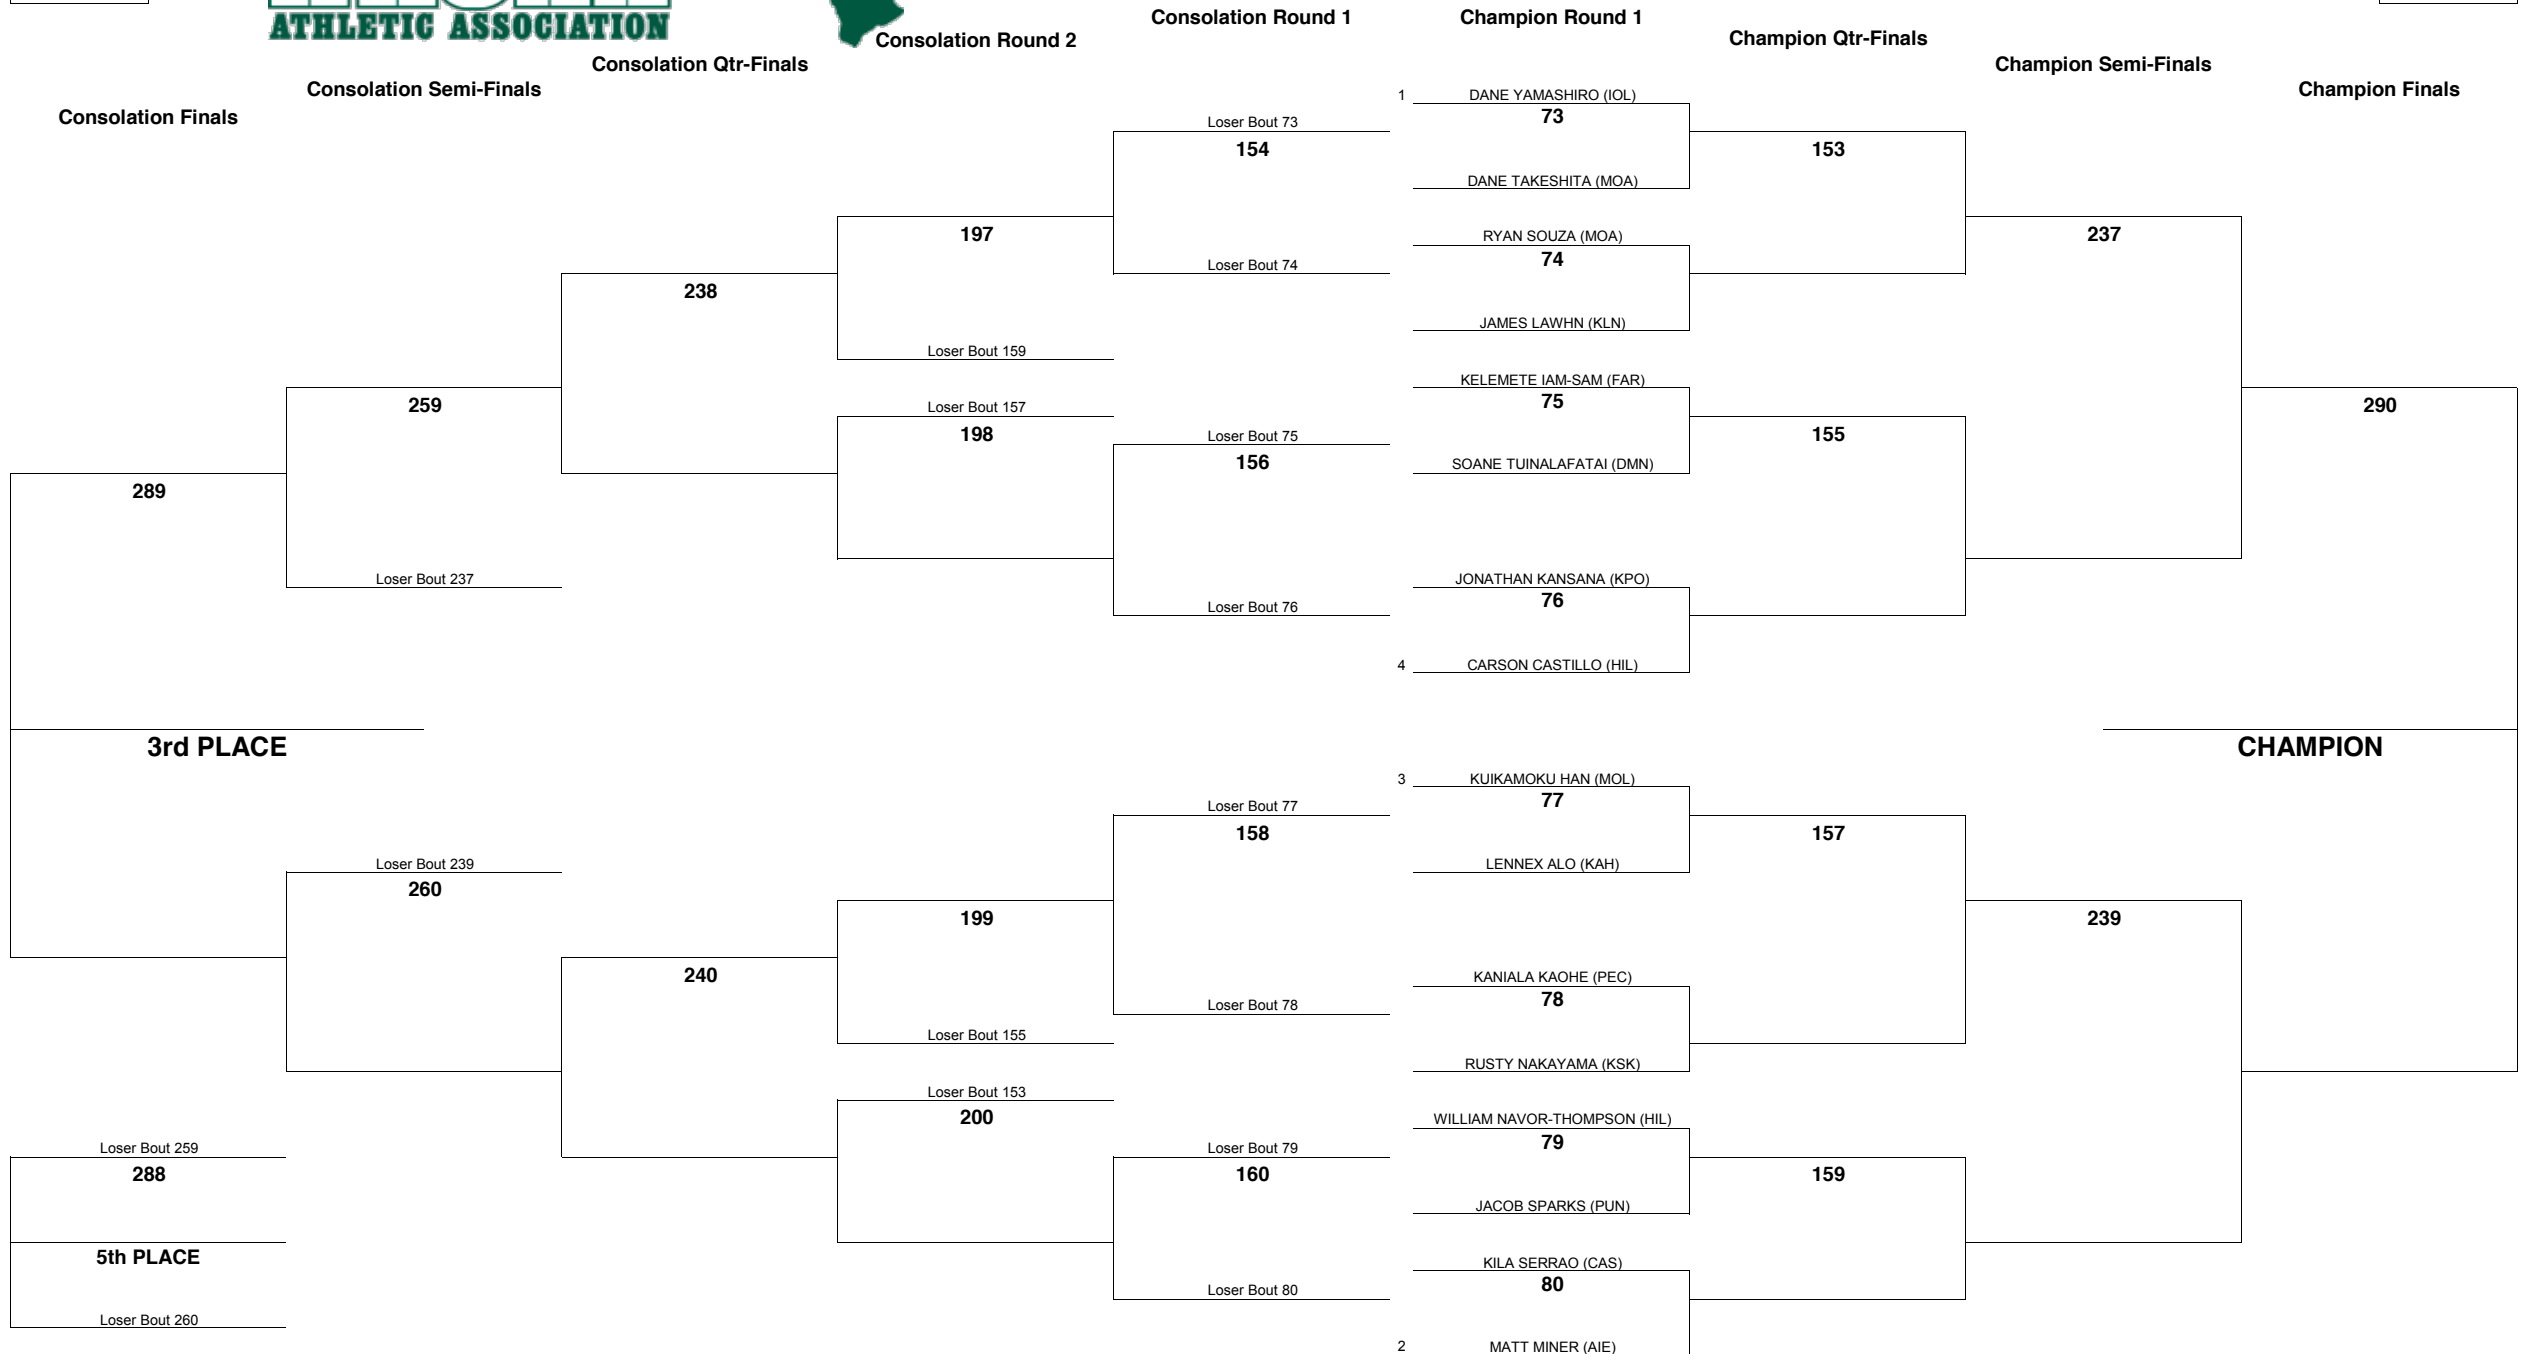 ATHLETIC ASSOCIATION
Consolation Round 1
Champion Round 1
Consolation Round 2
Champion Qtr-Finals
Consolation Qtr-Finals
Champion Semi-Finals
Consolation Semi-Finals
Champion Finals
Consolation Finals
1 DANE YAMASHIRO (IOL)
73
Loser Bout 73
154
153
DANE TAKESHITA (MOA)
197
RYAN SOUZA (MOA)
237
74
Loser Bout 74
238
JAMES LAWHN (KLN)
Loser Bout 159
KELEMETE IAM-SAM (FAR)
259
Loser Bout 157
75
290
198
Loser Bout 75
155
156
SOANE TUINALAFATAI (DMN)
289
Loser Bout 237
JONATHAN KANSANA (KPO)
76
Loser Bout 76
4 CARSON CASTILLO (HIL)
3rd PLACE
CHAMPION
3 KUIKAMOKU HAN (MOL)
77
Loser Bout 77
158
157
Loser Bout 239
LENNEX ALO (KAH)
260
199
239
240
KANIALA KAOHE (PEC)
78
Loser Bout 78
Loser Bout 155
RUSTY NAKAYAMA (KSK)
Loser Bout 153
200
WILLIAM NAVOR-THOMPSON (HIL)
79
Loser Bout 259
Loser Bout 79
288
160
159
JACOB SPARKS (PUN)
5th PLACE
KILA SERRAO (CAS)
80
Loser Bout 80
Loser Bout 260
2 MATT MINER (AIE)